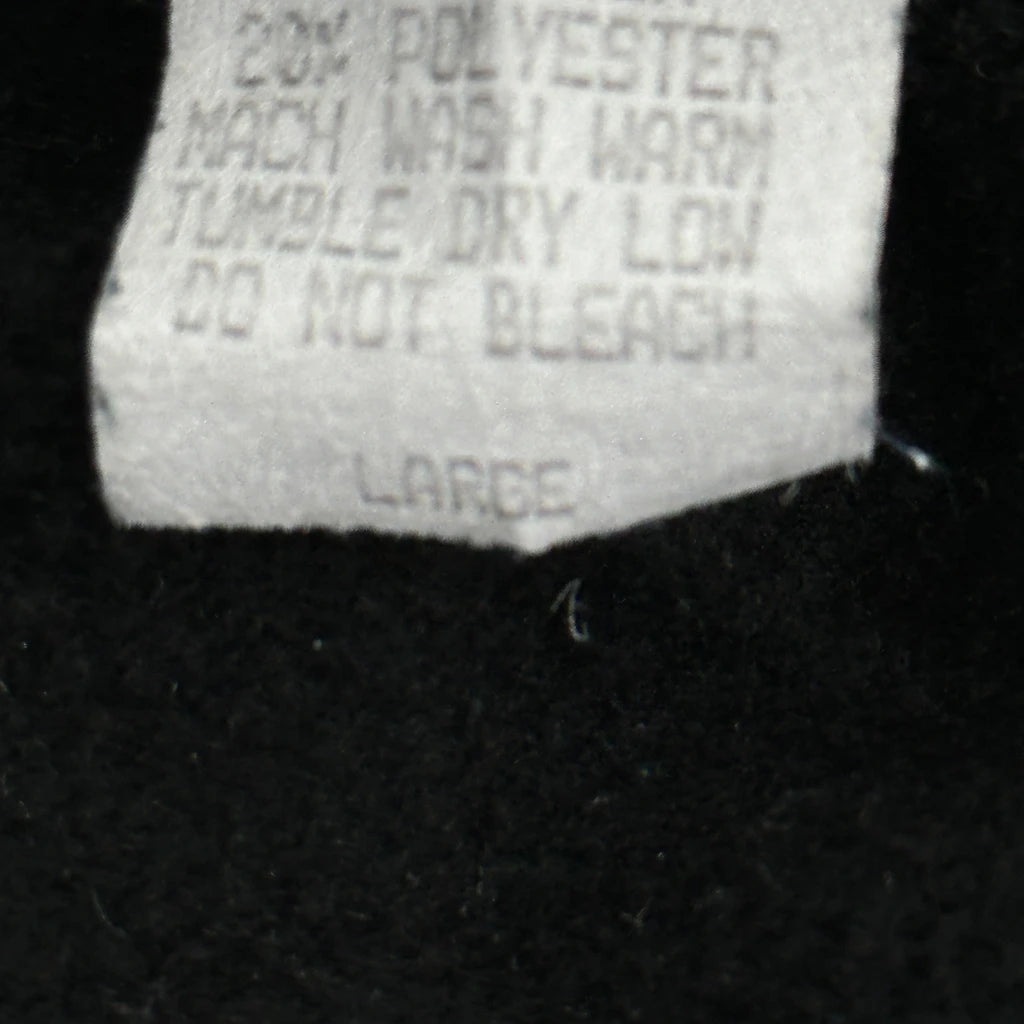 20% POLYESTER
MACH WASH WARM
TUMBLE DRY LOW
DO NOT BLEACH
LARGE